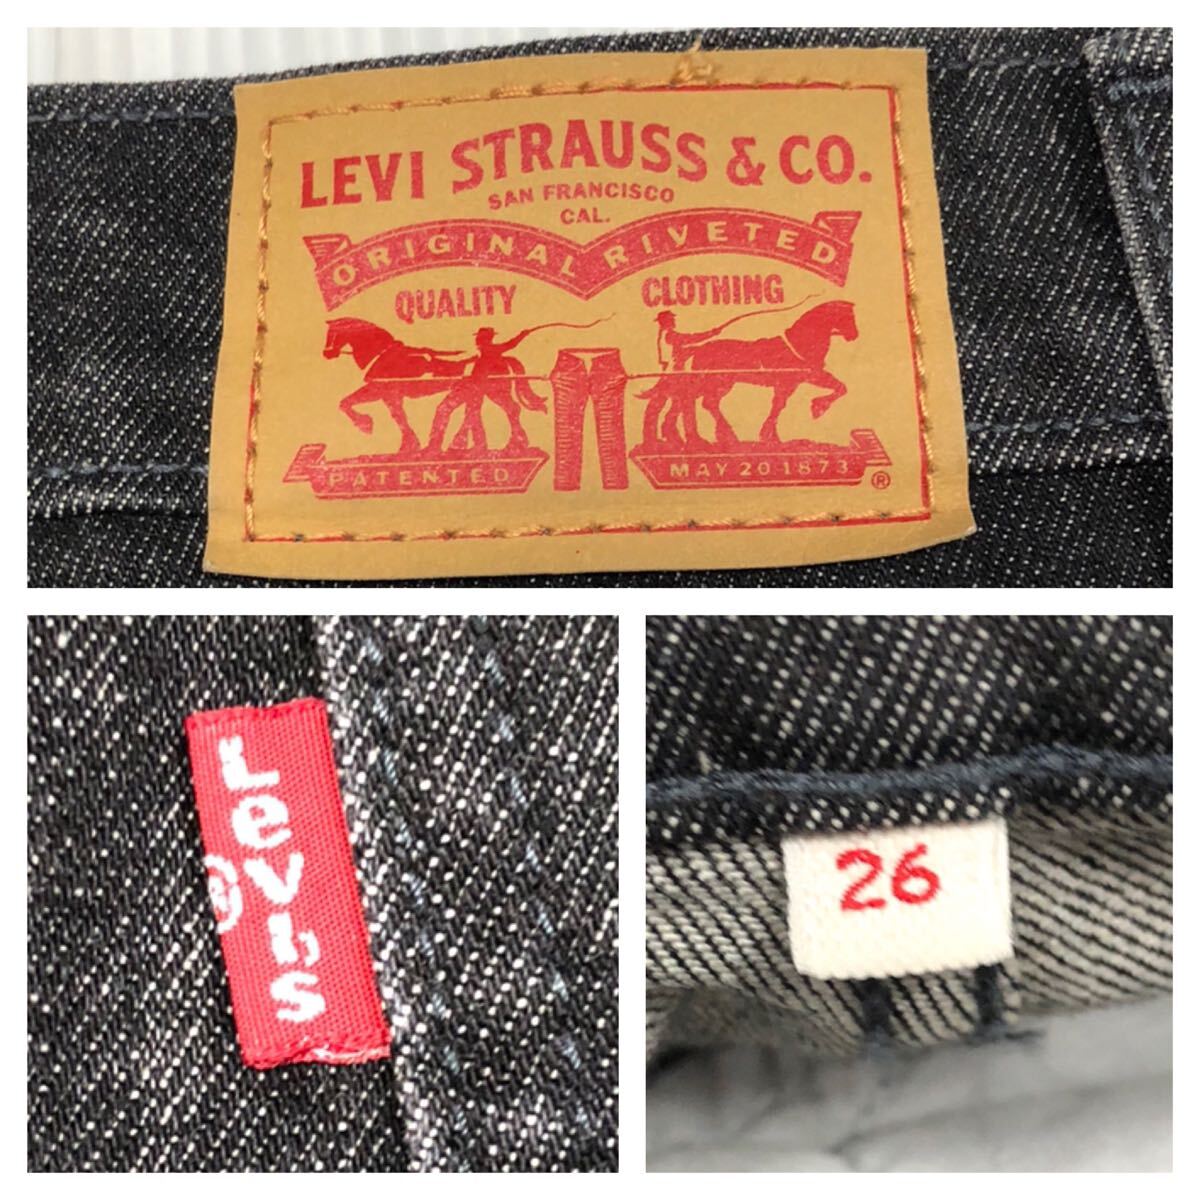 LEVI STRAUSS & CO.
SAN FRANCISCO
CAL.
ORIGINAL RIVETED
QUALITY CLOTHING
PATENTED MAY 20 1873 ®
Levi's ®
26